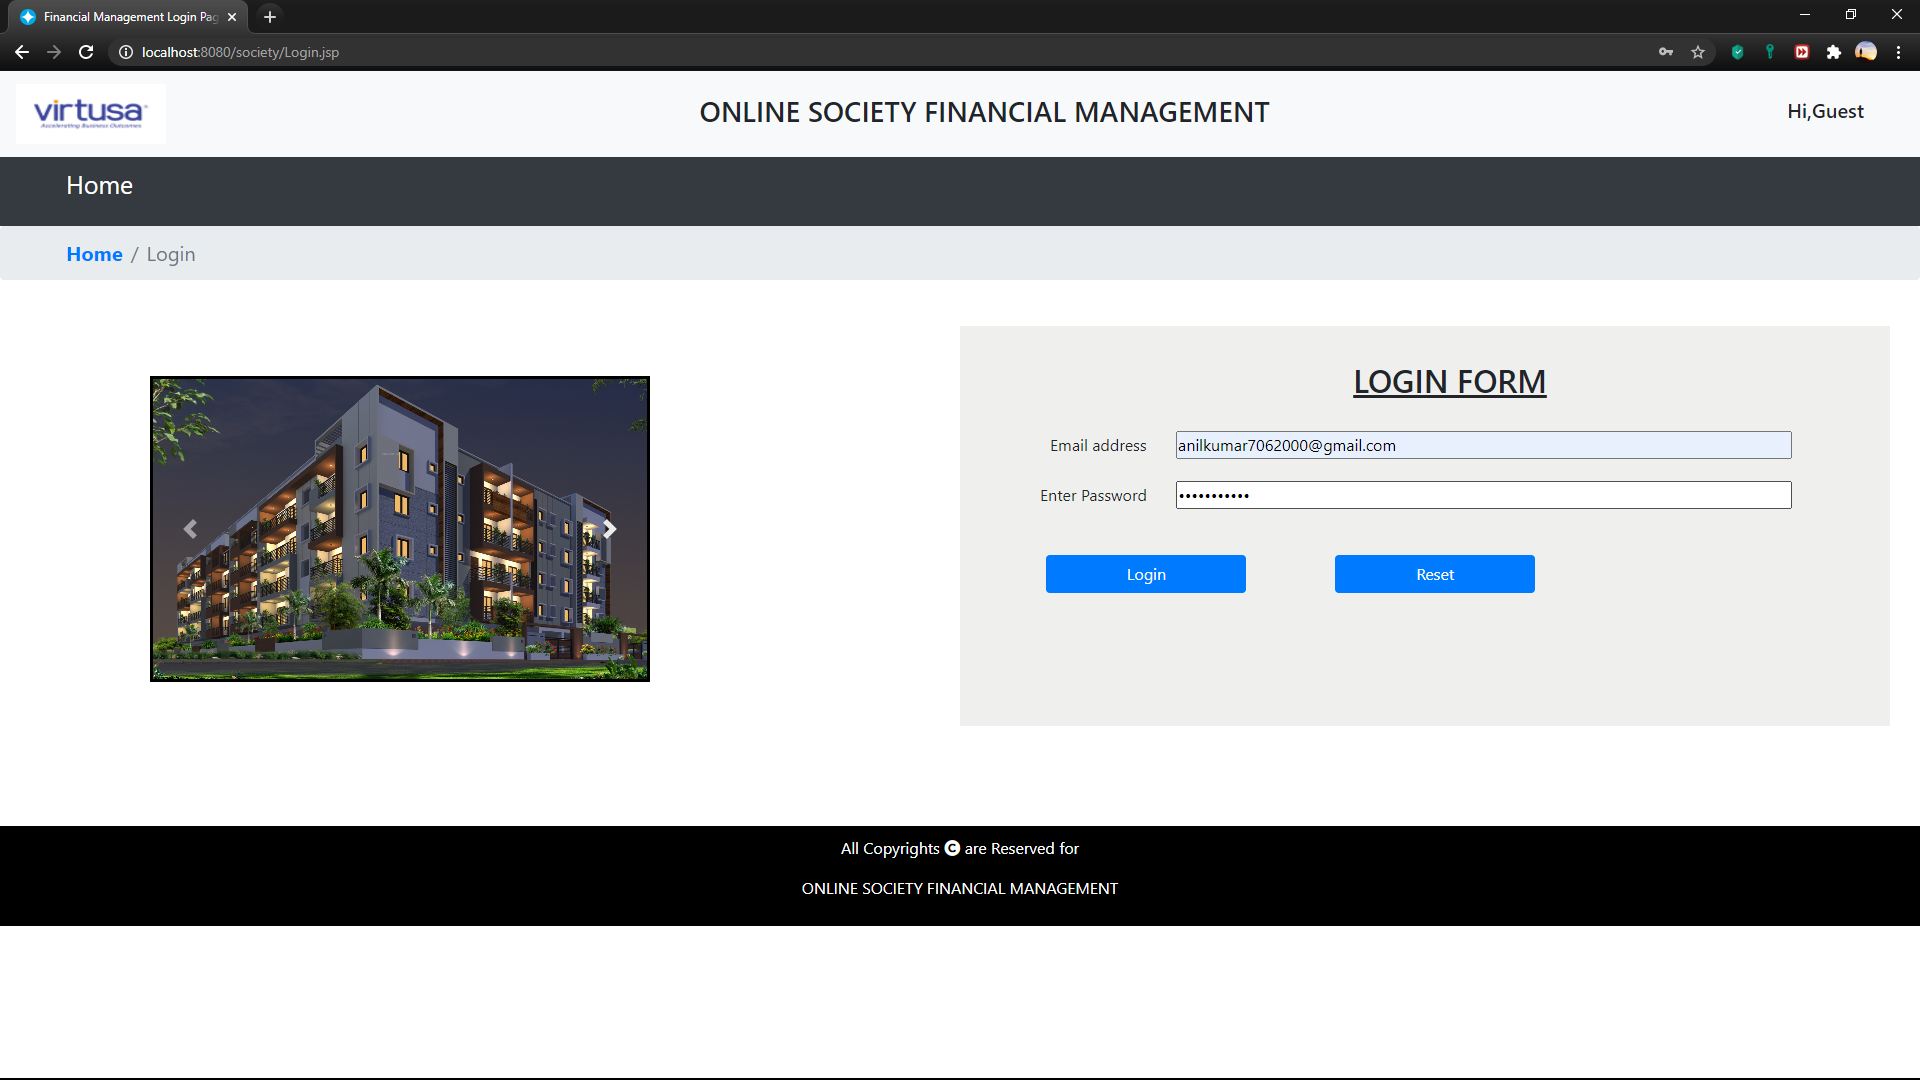 Financial Management Login Pag
localhost:8080/society/Login.jsp
virtusa
Accelerating Business Outcomes
ONLINE SOCIETY FINANCIAL MANAGEMENT
Hi,Guest
Home
Home / Login
LOGIN FORM
Email address
anilkumar7062000@gmail.com
Enter Password
•••••••••••
Login
Reset
All Copyrights C are Reserved for
ONLINE SOCIETY FINANCIAL MANAGEMENT